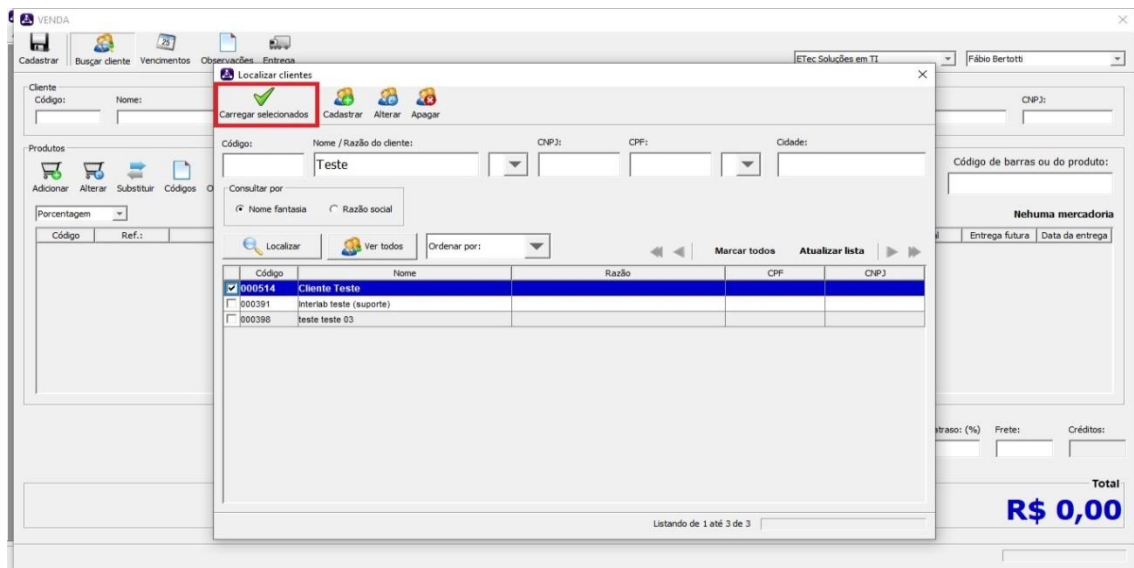 VENDA
Cadastrar Busçar cliente Vencimentos Observações Entrega
ETec Soluções em TI Fábio Bertotti
Localizar clientes
Carregar selecionados Cadastrar Alterar Apagar
Cliente
Código: Nome: CNPJ:
Código: Nome / Razão do cliente: CNPJ: CPF: Cidade:
Teste
Produtos
Adicionar Alterar Substituir Códigos
Código de barras ou do produto:
Consultar por
Nome fantasia Razão social
Porcentagem
Nehuma mercadoria
Código Ref.: Entrega futura Data da entrega
Localizar Ver todos Ordenar por: Marcar todos Atualizar lista
Código Nome Razão CPF CNPJ
000514 Cliente Teste
000391 Interlab teste (suporte)
000398 teste teste 03
(%) Frete: Créditos:
Total
R$ 0,00
Listando de 1 até 3 de 3